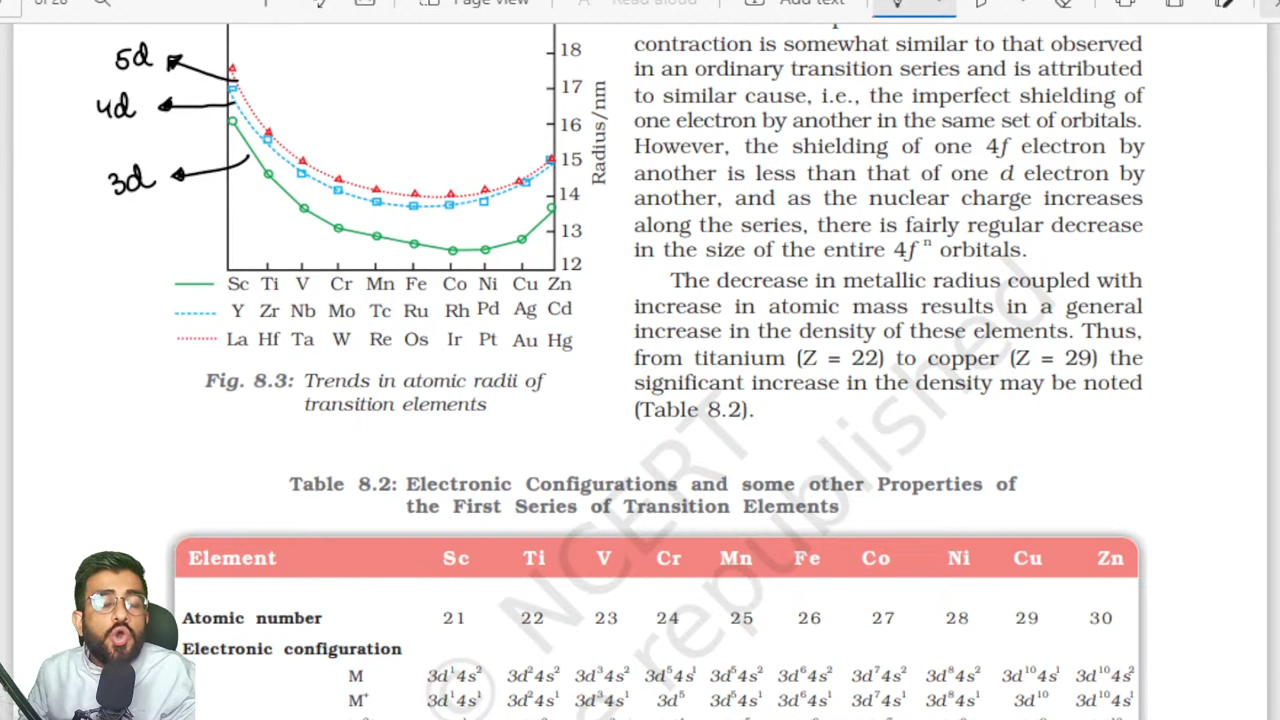 Page view
Read aloud
Add text
5d
4d
3d
18
17
16
15
14
13
12
Radius/nm
Sc Ti V Cr Mn Fe Co Ni Cu Zn
Y Zr Nb Mo Tc Ru Rh Pd Ag Cd
La Hf Ta W Re Os Ir Pt Au Hg
Fig. 8.3: Trends in atomic radii of
transition elements
contraction is somewhat similar to that observed
in an ordinary transition series and is attributed
to similar cause, i.e., the imperfect shielding of
one electron by another in the same set of orbitals.
However, the shielding of one 4f electron by
another is less than that of one d electron by
another, and as the nuclear charge increases
along the series, there is fairly regular decrease
in the size of the entire 4fⁿ orbitals.
The decrease in metallic radius coupled with
increase in atomic mass results in a general
increase in the density of these elements. Thus,
from titanium (Z = 22) to copper (Z = 29) the
significant increase in the density may be noted
(Table 8.2).
Table 8.2: Electronic Configurations and some other Properties of
the First Series of Transition Elements
Element Sc Ti V Cr Mn Fe Co Ni Cu Zn
Atomic number 21 22 23 24 25 26 27 28 29 30
Electronic configuration
M 3d¹4s² 3d²4s² 3d³4s² 3d⁵4s¹ 3d⁵4s² 3d⁶4s² 3d⁷4s² 3d⁸4s² 3d¹⁰4s¹ 3d¹⁰4s²
M⁺ 3d¹4s¹ 3d²4s¹ 3d³4s¹ 3d⁵ 3d⁵4s¹ 3d⁶4s¹ 3d⁷4s¹ 3d⁸4s¹ 3d¹⁰ 3d¹⁰4s¹
© NCERT
republished